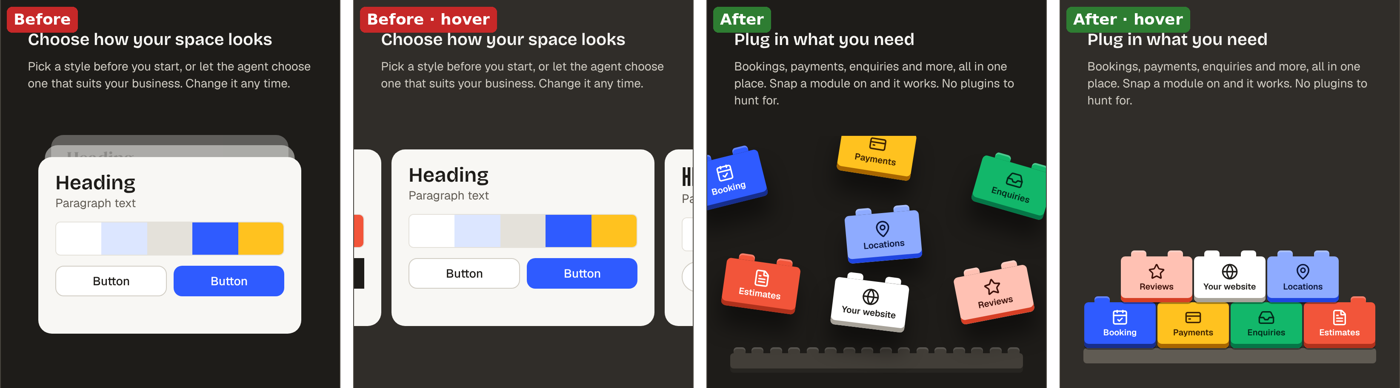 Before
Choose how your space looks
Pick a style before you start, or let the agent choose
one that suits your business. Change it any time.
Heading
Heading
Paragraph text
Button Button
Before · hover
Choose how your space looks
Pick a style before you start, or let the agent choose
one that suits your business. Change it any time.
Heading
Paragraph text
Button Button
After
Plug in what you need
Bookings, payments, enquiries and more, all in one
place. Snap a module on and it works. No plugins to
hunt for.
Payments
Booking
Enquiries
Locations
Estimates
Your website
Reviews
After · hover
Plug in what you need
Bookings, payments, enquiries and more, all in one
place. Snap a module on and it works. No plugins to
hunt for.
Reviews Your website Locations
Booking Payments Enquiries Estimates